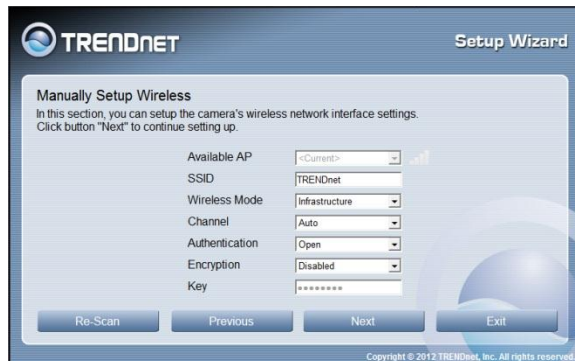 TRENDNET
Setup Wizard
Manually Setup Wireless
In this section, you can setup the camera's wireless network interface settings.
Click button "Next" to continue setting up.
Available AP <Current>
SSID TRENDnet
Wireless Mode Infrastructure
Channel Auto
Authentication Open
Encryption Disabled
Key ********
Re-Scan Previous Next Exit
Copyright © 2012 TRENDnet, Inc. All rights reserved.